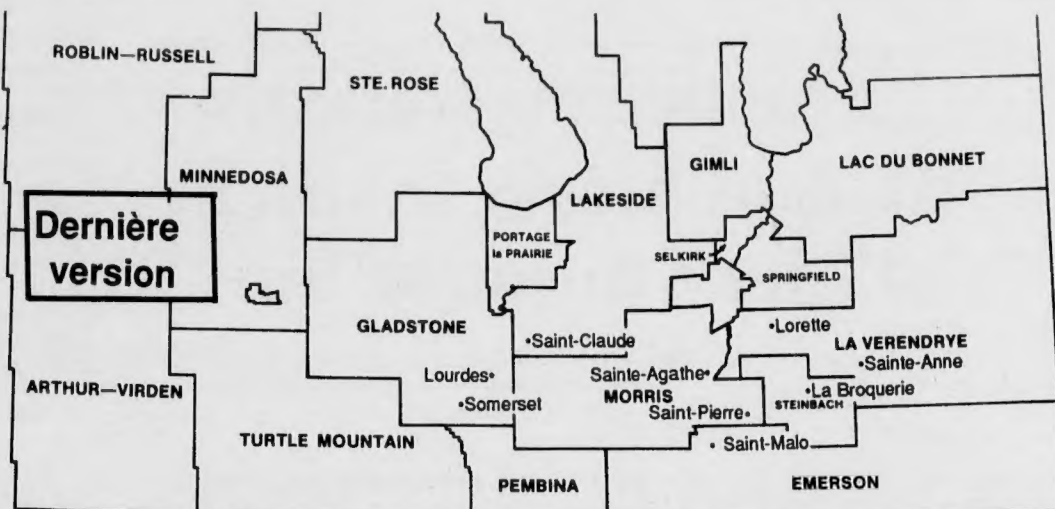 ROBLIN—RUSSELL
STE. ROSE
MINNEDOSA
GIMLI
LAC DU BONNET
LAKESIDE
Dernière
version
PORTAGE
la PRAIRIE
SELKIRK
SPRINGFIELD
GLADSTONE
•Saint-Claude
•Lorette
LA VERENDRYE
•Sainte-Anne
ARTHUR—VIRDEN
Lourdes•
Sainte-Agathe•
•La Broquerie
MORRIS
STEINBACH
•Somerset
Saint-Pierre•
TURTLE MOUNTAIN
• Saint-Malo
PEMBINA
EMERSON